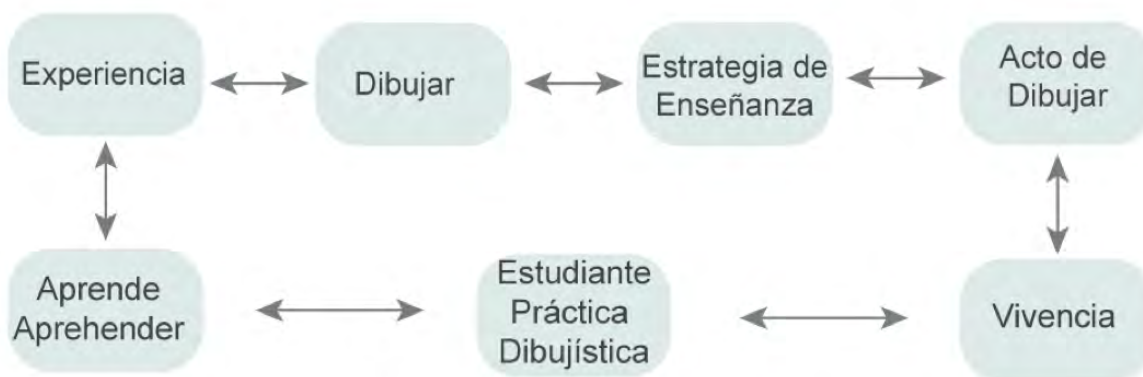 Experiencia
Dibujar
Estrategia de
Enseñanza
Acto de
Dibujar
Aprende
Aprehender
Estudiante
Práctica
Dibujística
Vivencia